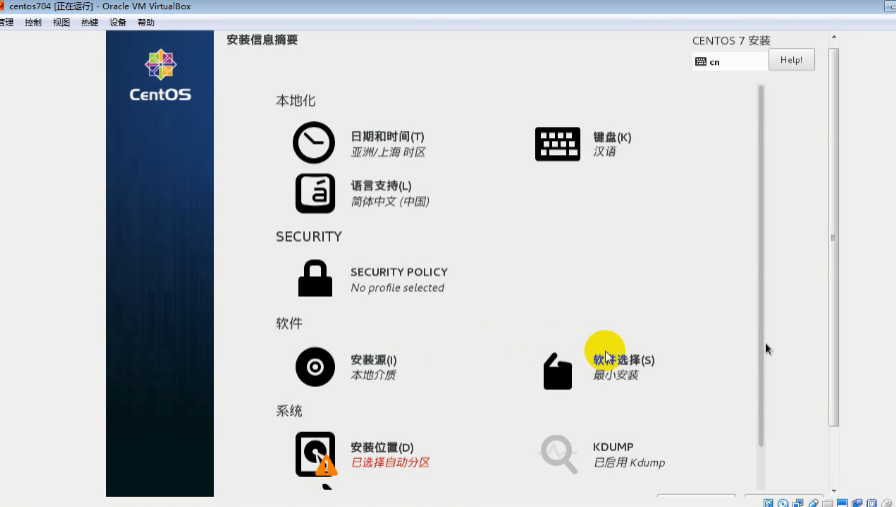 centos704 [正在运行] - Oracle VM VirtualBox
管理 控制 视图 热键 设备 帮助
安装信息摘要
CENTOS 7 安装
cn
Help!
CentOS
本地化
日期和时间(T)
亚洲/上海 时区
键盘(K)
汉语
语言支持(L)
简体中文 (中国)
SECURITY
SECURITY POLICY
No profile selected
软件
安装源(I)
本地介质
软件选择(S)
最小安装
系统
安装位置(D)
已选择自动分区
KDUMP
已启用 Kdump